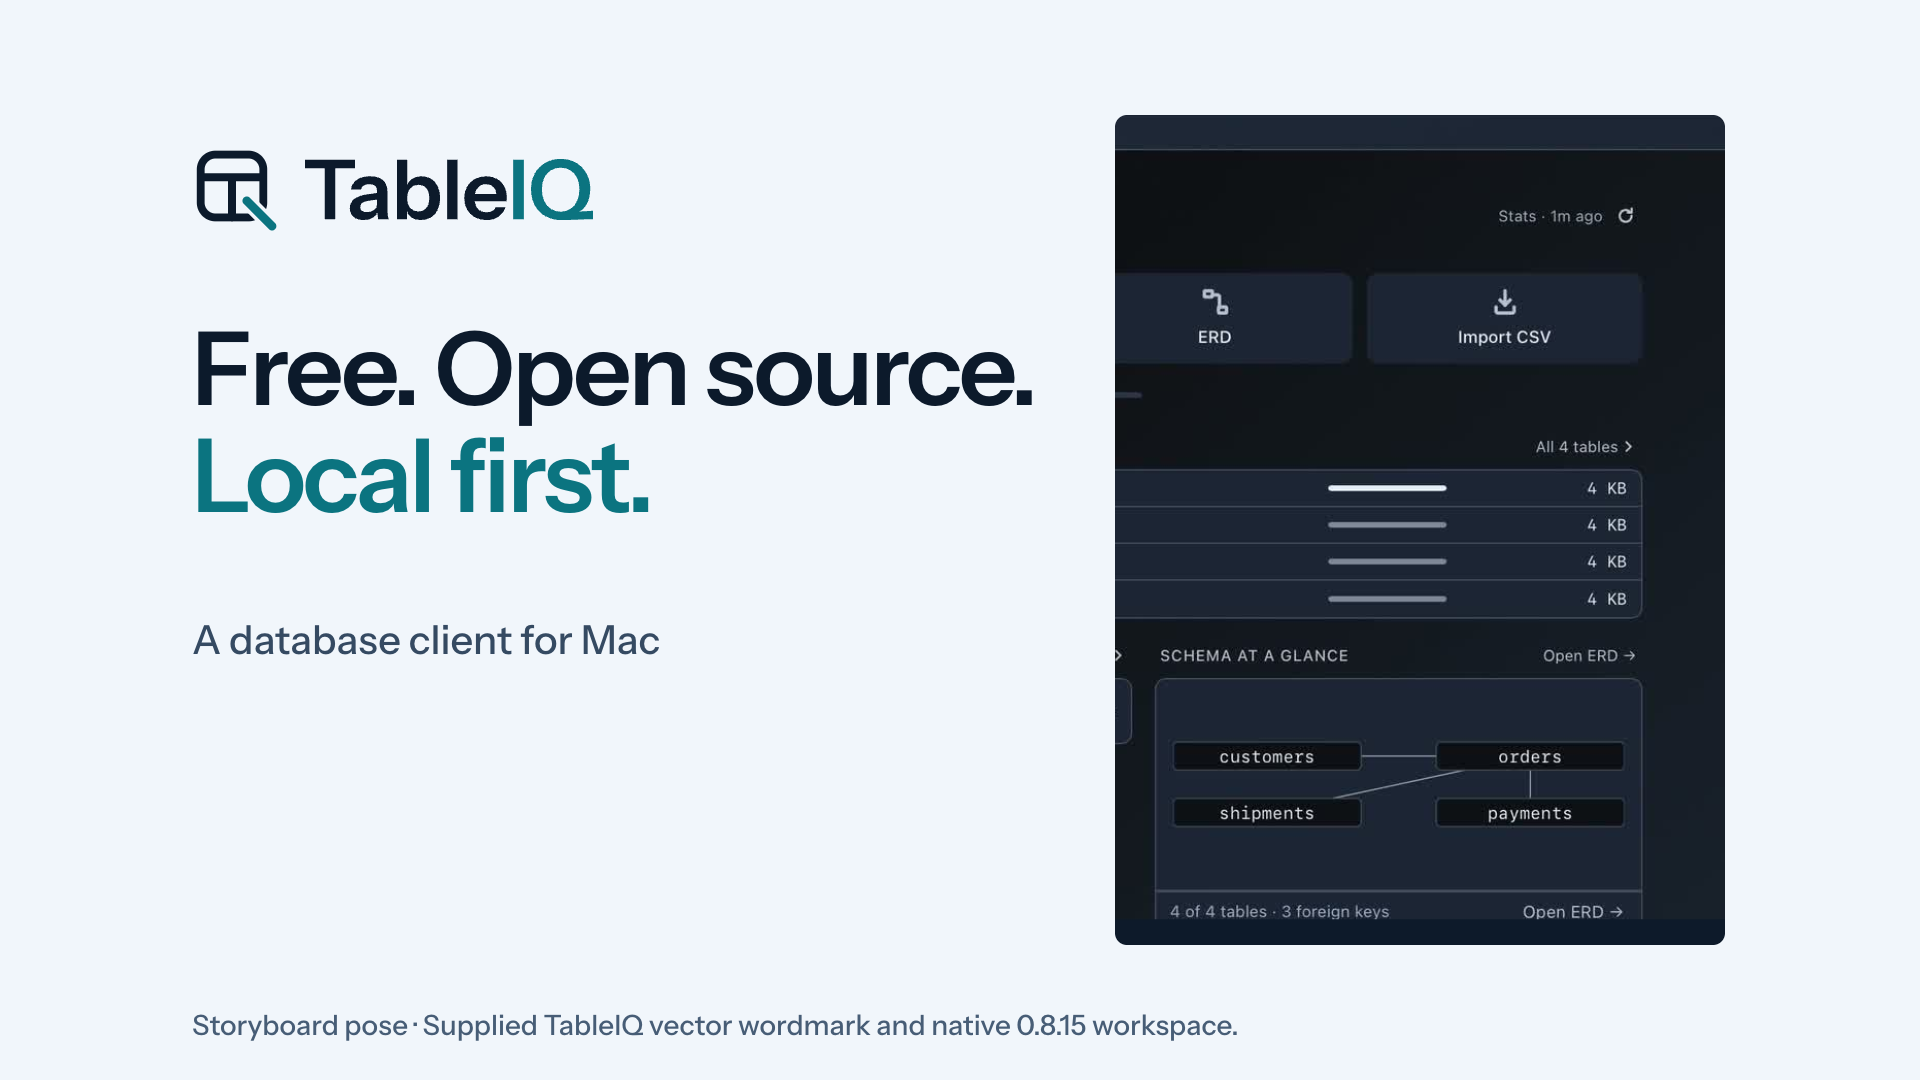 TableIQ
Free. Open source.
Local first.
A database client for Mac
Stats · 1m ago
ERD
Import CSV
All 4 tables >
4 KB
4 KB
4 KB
4 KB
SCHEMA AT A GLANCE
Open ERD →
customers
orders
shipments
payments
4 of 4 tables · 3 foreign keys
Open ERD →
Storyboard pose · Supplied TableIQ vector wordmark and native 0.8.15 workspace.